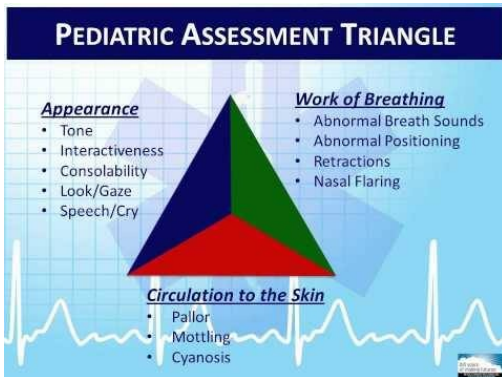 PEDIATRIC ASSESSMENT TRIANGLE
Appearance
• Tone
• Interactiveness
• Consolability
• Look/Gaze
• Speech/Cry
Work of Breathing
• Abnormal Breath Sounds
• Abnormal Positioning
• Retractions
• Nasal Flaring
Circulation to the Skin
• Pallor
• Mottling
• Cyanosis